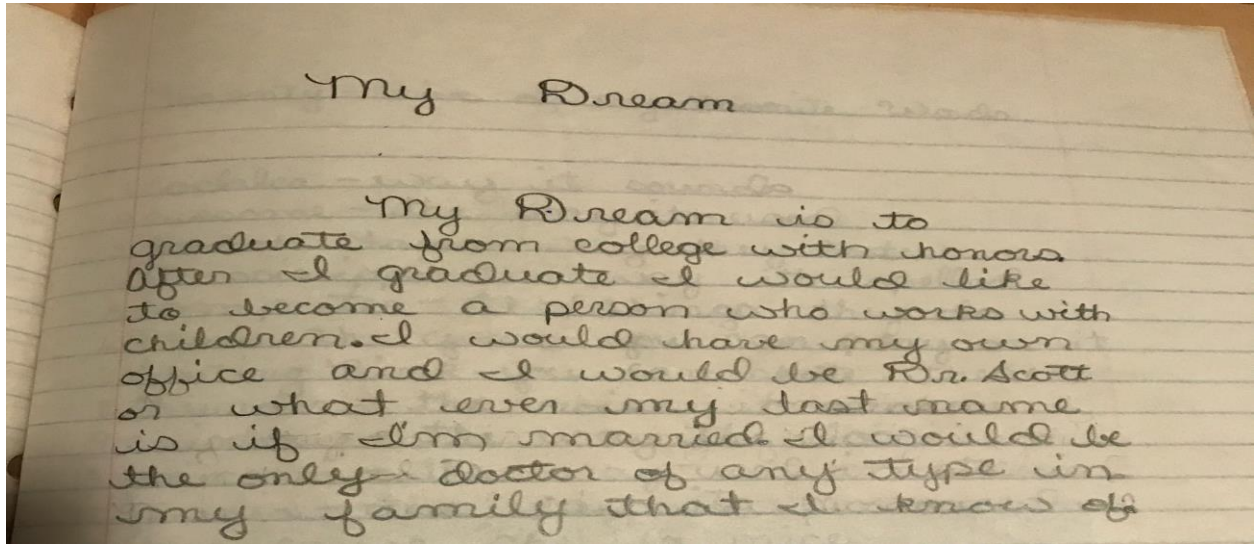 My Dream
My Dream is to
graduate from college with honors.
After I graduate I would like
to become a person who works with
children. I would have my own
office and I would be Dr. Scott
or what ever my last name
is if I'm married. I would be
the only doctor of any type in
my family that I know of.